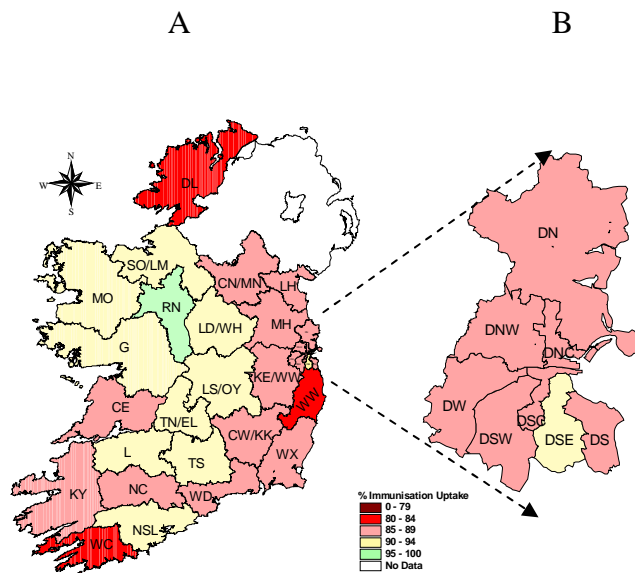 A
B
N
W E
S
DL
DN
SO/LM
CN/MN
LH
MO
RN
LD/WH
MH
DNW
DNC
G
LS/OY
KE/WW
WW
DW
DSC
DSW
DSE
DS
CE
TN/EL
CW/KK
L
TS
WX
KY
NC
WD
NSL
WC
% Immunisation Uptake
0 - 79
80 - 84
85 - 89
90 - 94
95 - 100
No Data